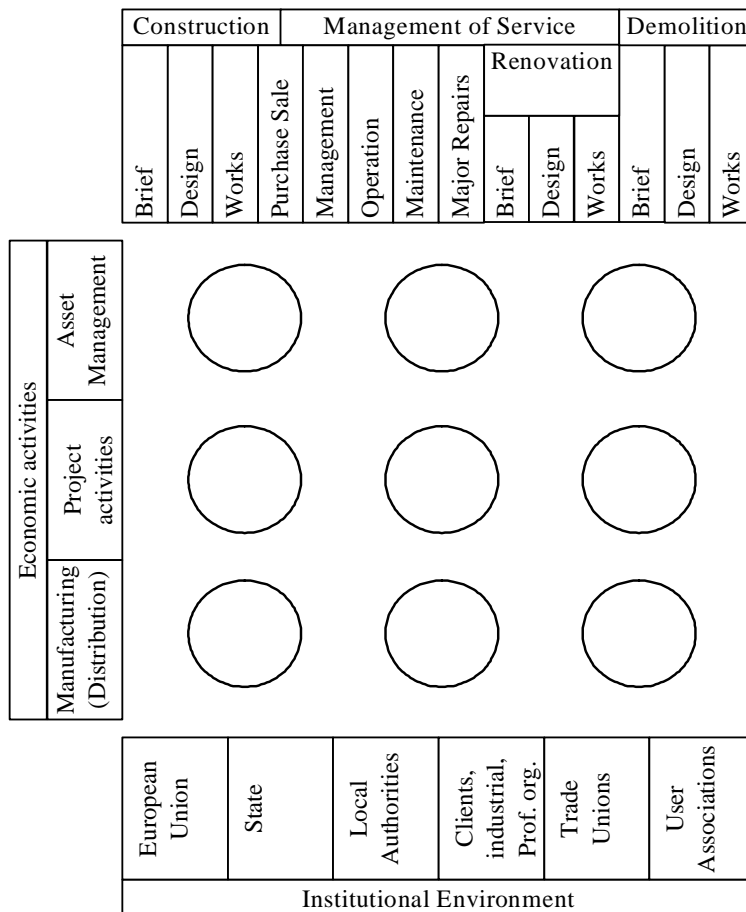 Construction
Management of Service
Demolition
Renovation
Brief
Design
Works
Purchase Sale
Management
Operation
Maintenance
Major Repairs
Brief
Design
Works
Brief
Design
Works
Economic activities
Asset
Management
Project
activities
Manufacturing
(Distribution)
European
Union
State
Local
Authorities
Clients,
industrial,
Prof. org.
Trade
Unions
User
Associations
Institutional Environment